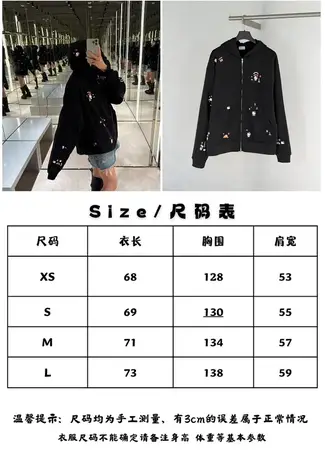 Size/尺码表
尺码 衣长 胸围 肩宽
XS 68 128 53
S 69 130 55
M 71 134 57
L 73 138 59
温馨提示：尺码均为手工测量、有3cm的误差属于正常情况
衣服尺码不能确定请备注身高 体重等基本参数